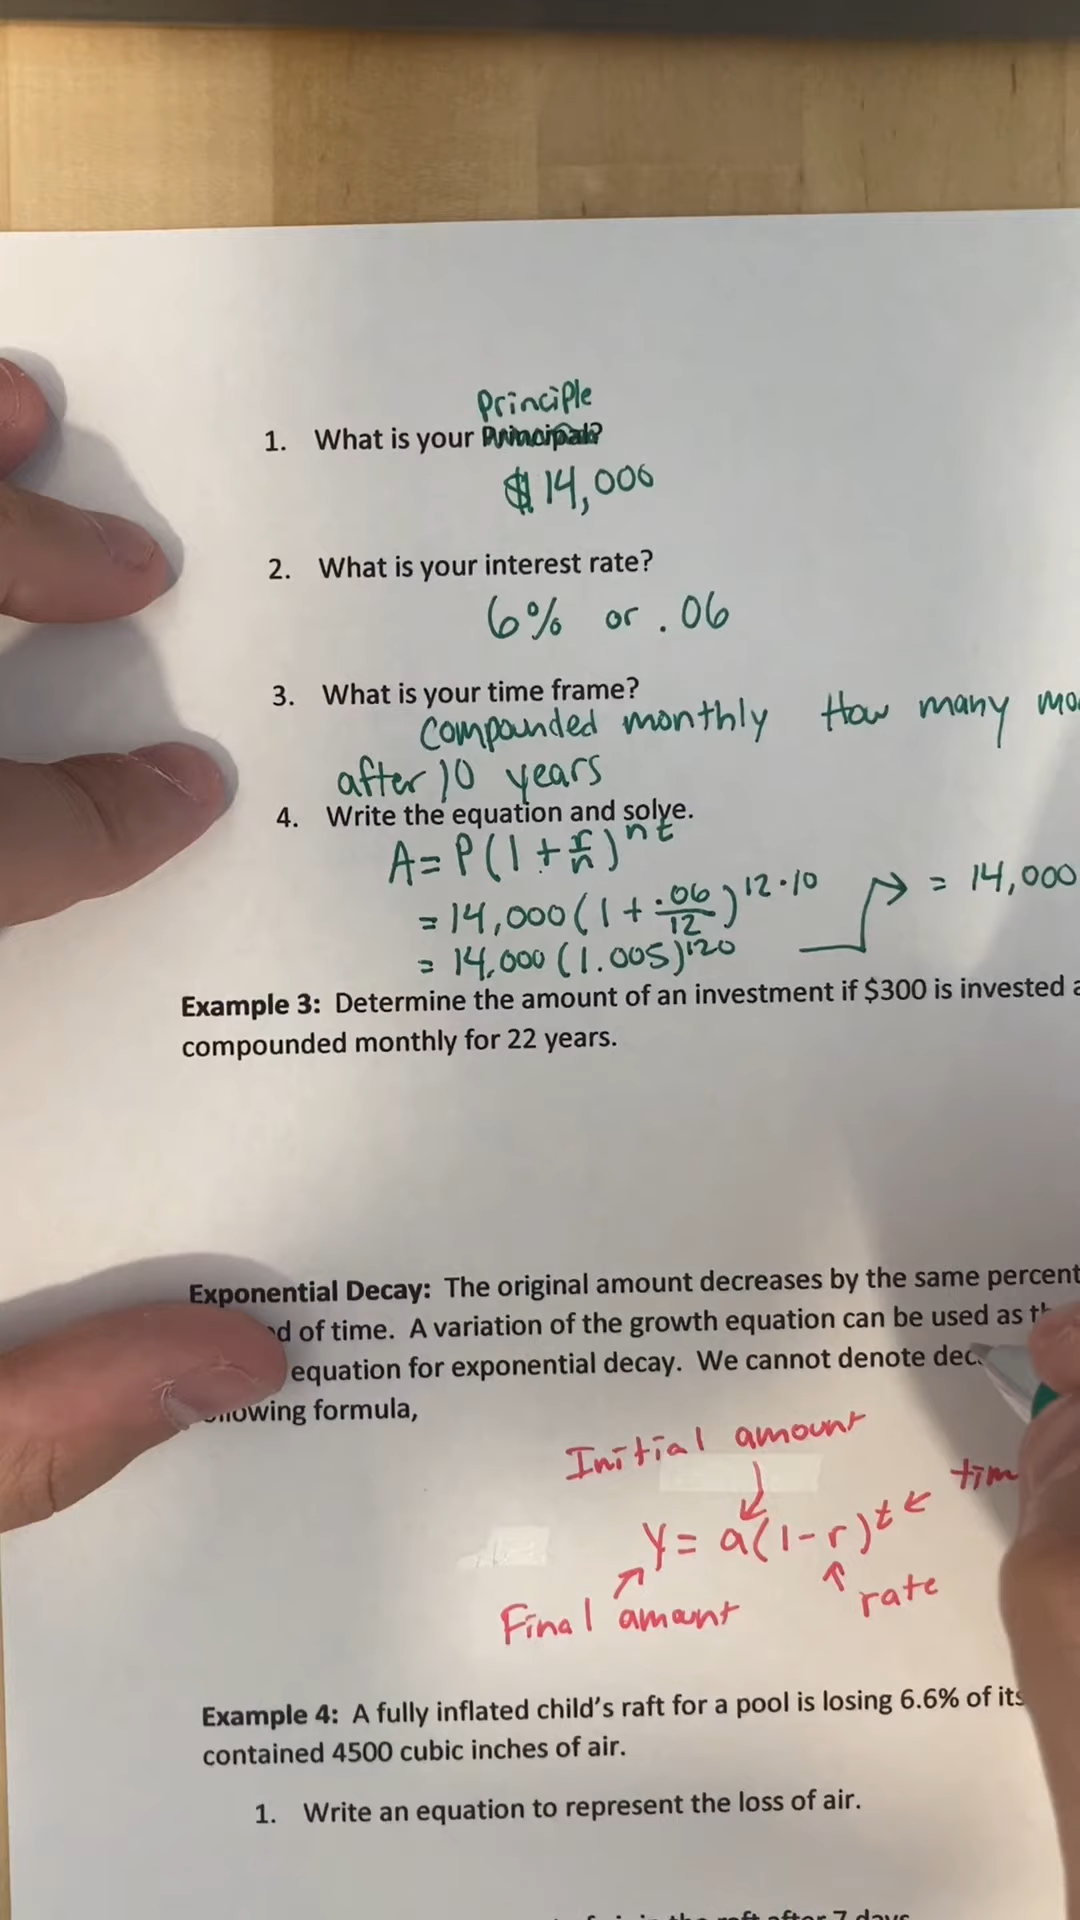 Principle
1. What is your Principal?
$14,000
2. What is your interest rate?
6% or .06
3. What is your time frame?
compounded monthly How many
after 10 years
4. Write the equation and solve.
A=P(1+r/n)^nt
=14,000(1+.06/12)^12·10 = 14,000
= 14,000(1.005)^120
Example 3: Determine the amount of an investment if $300 is invested
compounded monthly for 22 years.
Exponential Decay: The original amount decreases by the same percent
of time. A variation of the growth equation can be used as
equation for exponential decay. We cannot denote
formula,
Initial amount
y= a(1-r)^t
rate
Final amount
Example 4: A fully inflated child's raft for a pool is losing 6.6% of its
contained 4500 cubic inches of air.
1. Write an equation to represent the loss of air.